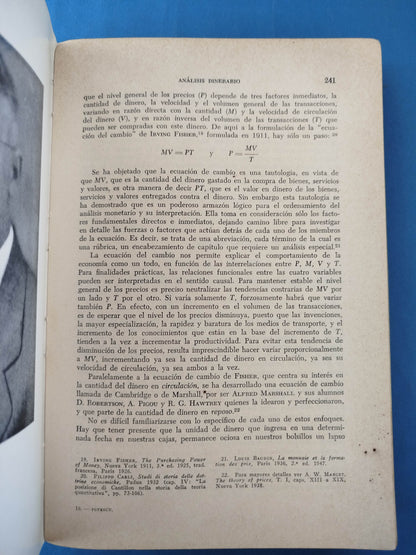 ANÁLISIS DINERARIO 241
que el nivel general de los precios (P) depende de tres factores inmediatos, la
cantidad de dinero, la velocidad y el volumen general de las transacciones,
variando en razón directa con la cantidad (M) y la velocidad de circulación
del dinero (V), y en razón inversa del volumen de las transacciones (T) que
pueden ser compradas con este dinero. De aquí a la formulación de la "ecua-
ción del cambio" de IRVING FISHER,19 formulada en 1911, hay sólo un paso: 20
MV = PT y P = MV/T
Se ha objetado que la ecuación de cambio es una tautología, en vista de
que MV, que es la cantidad del dinero gastado en la compra de bienes, servicios
y valores, es otra manera de decir PT, que es el valor en dinero de los bienes,
servicios y valores entregados contra el dinero. Sin embargo esta tautología se
ha demostrado que es un poderoso armazón lógico para el ordenamiento del
análisis monetario y su interpretación. Ella toma en consideración sólo los facto-
res fundamentales directos e inmediatos, dejando camino libre para investigar
en detalle las fuerzas o factores que actúan detrás de cada uno de los miembros
de la ecuación. Es decir, se trata de una abreviación, cada término de la cual es
una rúbrica, un encabezamiento de capítulo que requiere un análisis especial.21
La ecuación del cambio nos permite explicar el comportamiento de la
economía como un todo, en función de las interrelaciones entre P, M, V y T.
Para finalidades prácticas, las relaciones funcionales entre las cuatro variables
pueden ser interpretadas en el sentido causal. Para mantener estable el nivel
general de los precios es preciso neutralizar las tendencias contrarias de MV por
un lado y T por el otro. Si varía solamente T, forzosamente habrá que variar
también P. En efecto, con un incremento en el volumen de las transacciones,
es de esperar que el nivel de los precios disminuya, puesto que las invenciones,
la mayor especialización, la rapidez y baratura de los medios de transporte, y el
incremento de los conocimientos que están en la base del incremento de T,
tienden a la vez a incrementar la productividad. Para evitar esta tendencia de
disminución de los precios, resulta imprescindible hacer variar proporcionalmente
a MV, incrementando ya sea la cantidad del dinero en circulación, ya sea su
velocidad de circulación, ya sea ambos a la vez.
Paralelamente a la ecuación de cambio de FISHER, que centra su interés en
la cantidad del dinero en circulación, se ha desarrollado una ecuación de cambio
llamada de Cambridge o de Marshall, por ser ALFRED MARSHALL y sus alumnos
D. ROBERTSON, A. PIGOU y R. G. HAWTREY quienes la idearon y perfeccionaron,
y que parte de la cantidad del dinero en reposo.22
No es difícil familiarizarse con lo específico de cada uno de estos enfoques.
Hay que tener presente que la unidad de dinero que ingresa en una determi-
nada fecha en nuestras cajas, permanece ociosa en nuestros bolsillos un lapso
19. IRVING FISHER, The Purchasing Power
of Money, Nueva York 1911, 2.ª ed. 1925, trad.
francesa, París 1926.
20. FILIPPO CARLI, Studi di storia delle dot-
trine economiche, Padua 1932 (cap. IV: "La
posizione di Cantillon nella storia della teoria
quantitativa", pp. 73-106).
21. LOUIS BAUDIN, La monnaie et la forma-
tion des prix, París 1936, 2.ª ed. 1947.
22. Para mayores detalles ver A. W. MARGET,
The theory of prices, T. I, caps. XIII a XIX,
Nueva York 1938.
16. — FOTRACK.